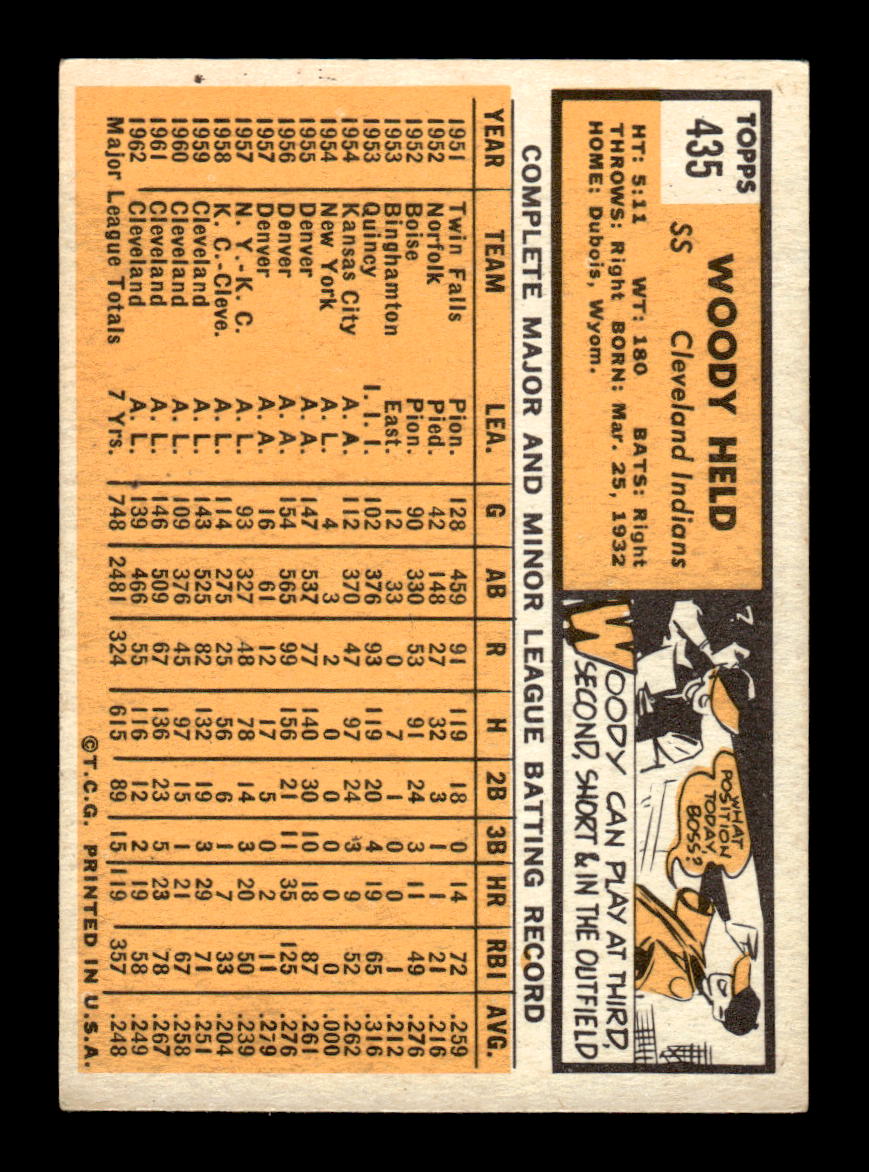 TOPPS
435
WOODY HELD
SS Cleveland Indians
HT: 5:11 WT: 180 BATS: Right
THROWS: Right BORN: Mar. 25, 1932
HOME: Dubois, Wyom.
WHAT
POSITION
TODAY
BOSS?
WOODY CAN PLAY AT THIRD,
SECOND, SHORT & IN THE OUTFIELD
COMPLETE MAJOR AND MINOR LEAGUE BATTING RECORD
YEAR TEAM LEA. G AB R H 2B 3B HR RBI AVG.
1951 Twin Falls Pion. 128 459 91 119 18 0 14 72 .259
1952 Norfolk Pied. 42 148 27 32 3 1 1 21 .216
1952 Boise Pion. 90 330 53 91 24 3 11 49 .276
1953 Binghamton East. 12 33 0 7 1 0 0 1 .212
1953 Quincy I. I. I. 102 376 93 119 20 4 19 65 .316
1954 Kansas City A. A. 112 370 47 97 24 3 9 52 .262
1954 New York A. L. 4 3 2 0 0 0 0 0 .000
1955 Denver A. A. 147 537 77 140 30 10 18 87 .261
1956 Denver A. A. 154 565 99 156 21 11 35 125 .276
1957 Denver A. A. 16 61 12 17 5 0 2 11 .279
1957 N. Y.-K. C. A. L. 93 327 48 78 14 3 20 50 .239
1958 K. C.-Cleve. A. L. 114 275 25 56 6 1 7 33 .204
1959 Cleveland A. L. 143 525 82 132 19 3 29 71 .251
1960 Cleveland A. L. 109 376 45 97 15 1 21 67 .258
1961 Cleveland A. L. 146 509 67 136 23 5 23 78 .267
1962 Cleveland A. L. 139 466 55 116 12 2 19 58 .249
Major League Totals 7 Yrs. 748 2481 324 615 89 15 119 357 .248
©T.C.G. PRINTED IN U.S.A.